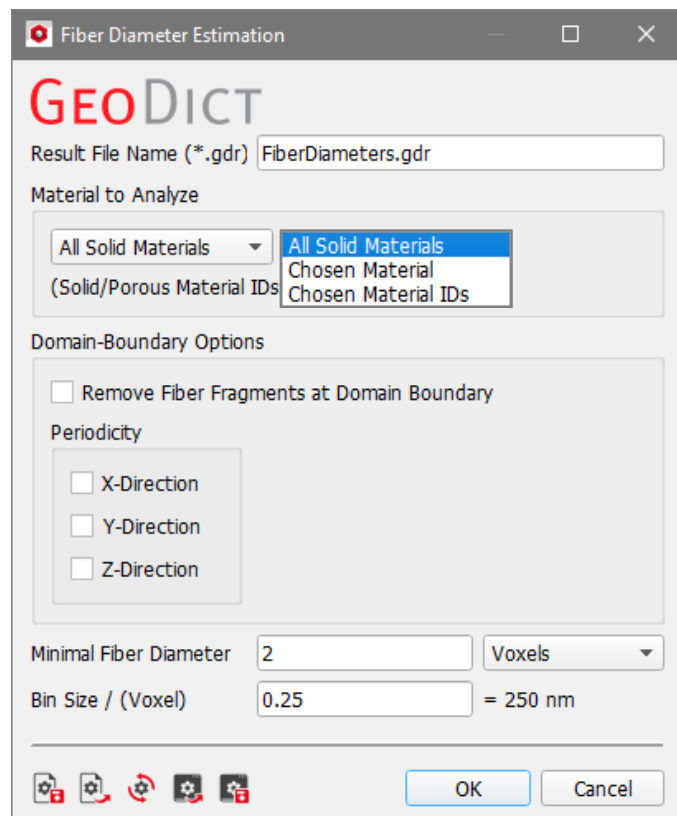 Fiber Diameter Estimation
GEODICT
Result File Name (*.gdr) FiberDiameters.gdr
Material to Analyze
All Solid Materials All Solid Materials
Chosen Material
(Solid/Porous Material IDs Chosen Material IDs
Domain-Boundary Options
Remove Fiber Fragments at Domain Boundary
Periodicity
X-Direction
Y-Direction
Z-Direction
Minimal Fiber Diameter 2 Voxels
Bin Size / (Voxel) 0.25 = 250 nm
OK Cancel